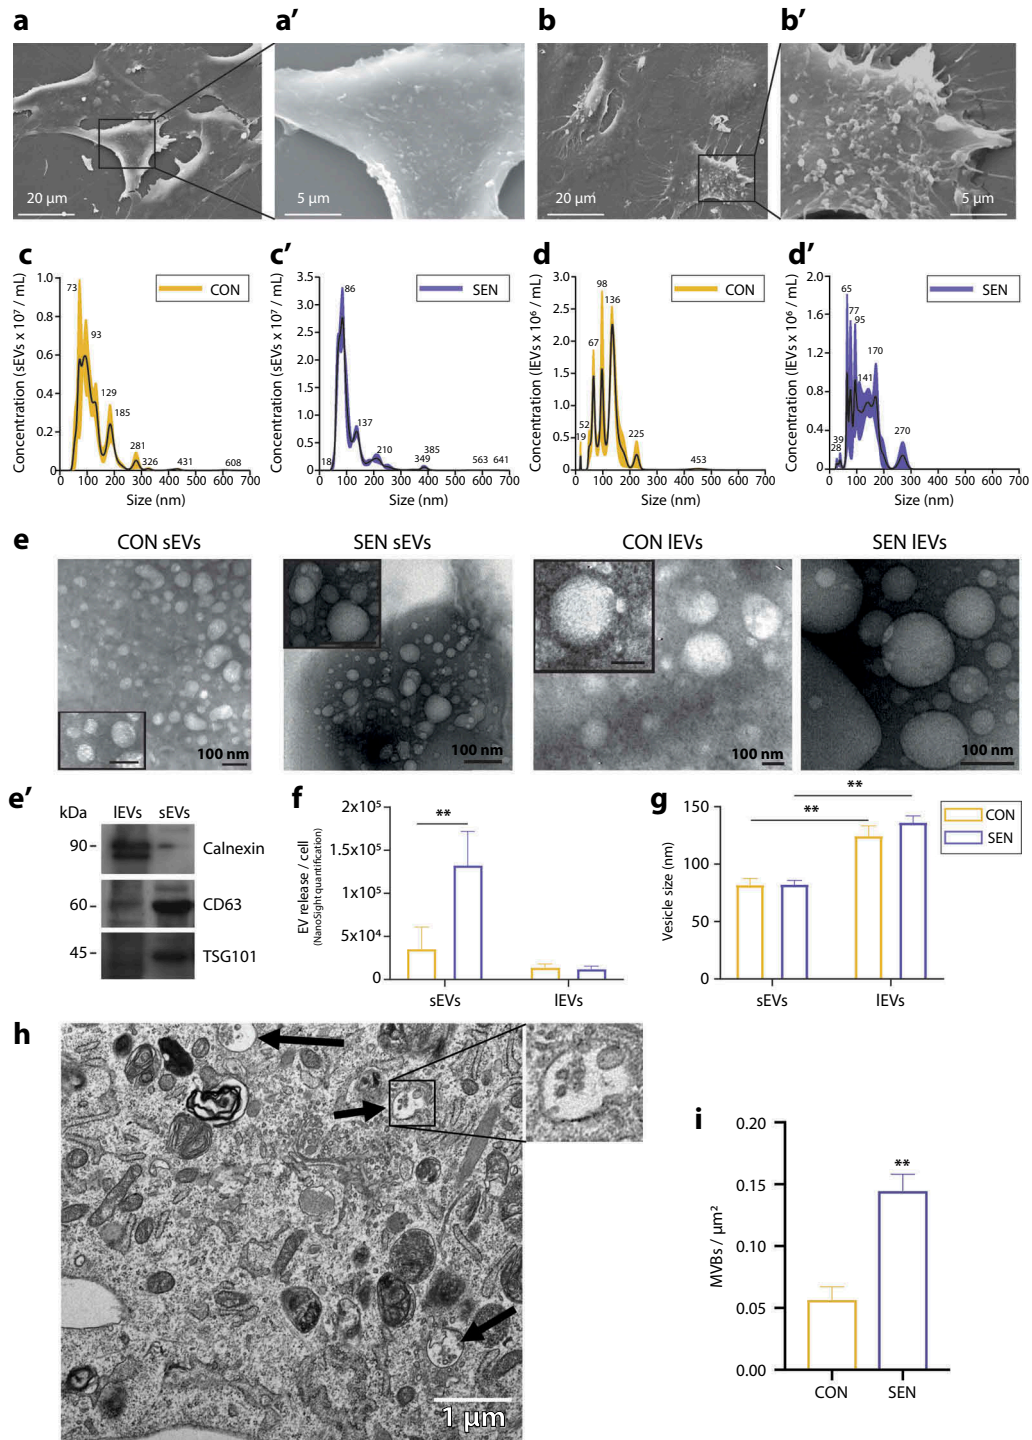 a
a′
b
b′
20 µm
5 µm
20 µm
5 µm
c
c′
d
d′
Concentration (sEVs x 10⁷ / mL)
1.0
0.8
0.6
0.4
0.2
0
CON
73
93
129
185
281
326
431
608
0 100 200 300 400 500 600 700
Size (nm)
Concentration (sEVs x 10⁷ / mL)
3.5
3.0
2.5
2.0
1.5
1.0
0.5
0
SEN
86
137
210
385
349
18
563
641
0 100 200 300 400 500 600 700
Size (nm)
Concentration (lEVs x 10⁶ / mL)
3.0
2.5
2.0
1.5
1.0
0.5
0
CON
98
136
67
52
19
225
453
0 100 200 300 400 500 600 700
Size (nm)
Concentration (lEVs x 10⁶ / mL)
2.0
1.6
1.2
0.8
0.4
0.0
SEN
65
77
95
170
141
39
28
270
0 100 200 300 400 500 600 700
Size (nm)
e
CON sEVs
SEN sEVs
CON lEVs
SEN lEVs
100 nm
100 nm
100 nm
100 nm
e′
kDa
lEVs
sEVs
90
Calnexin
60
CD63
45
TSG101
f
EV release / cell
(NanoSight quantification)
2x10⁵
1.5x10⁵
1x10⁵
5x10⁴
0
**
sEVs
lEVs
g
Vesicle size (nm)
150
100
50
0
**
**
CON
SEN
sEVs
lEVs
h
1 µm
i
MVBs / µm²
0.20
0.15
0.10
0.05
0.00
**
CON
SEN